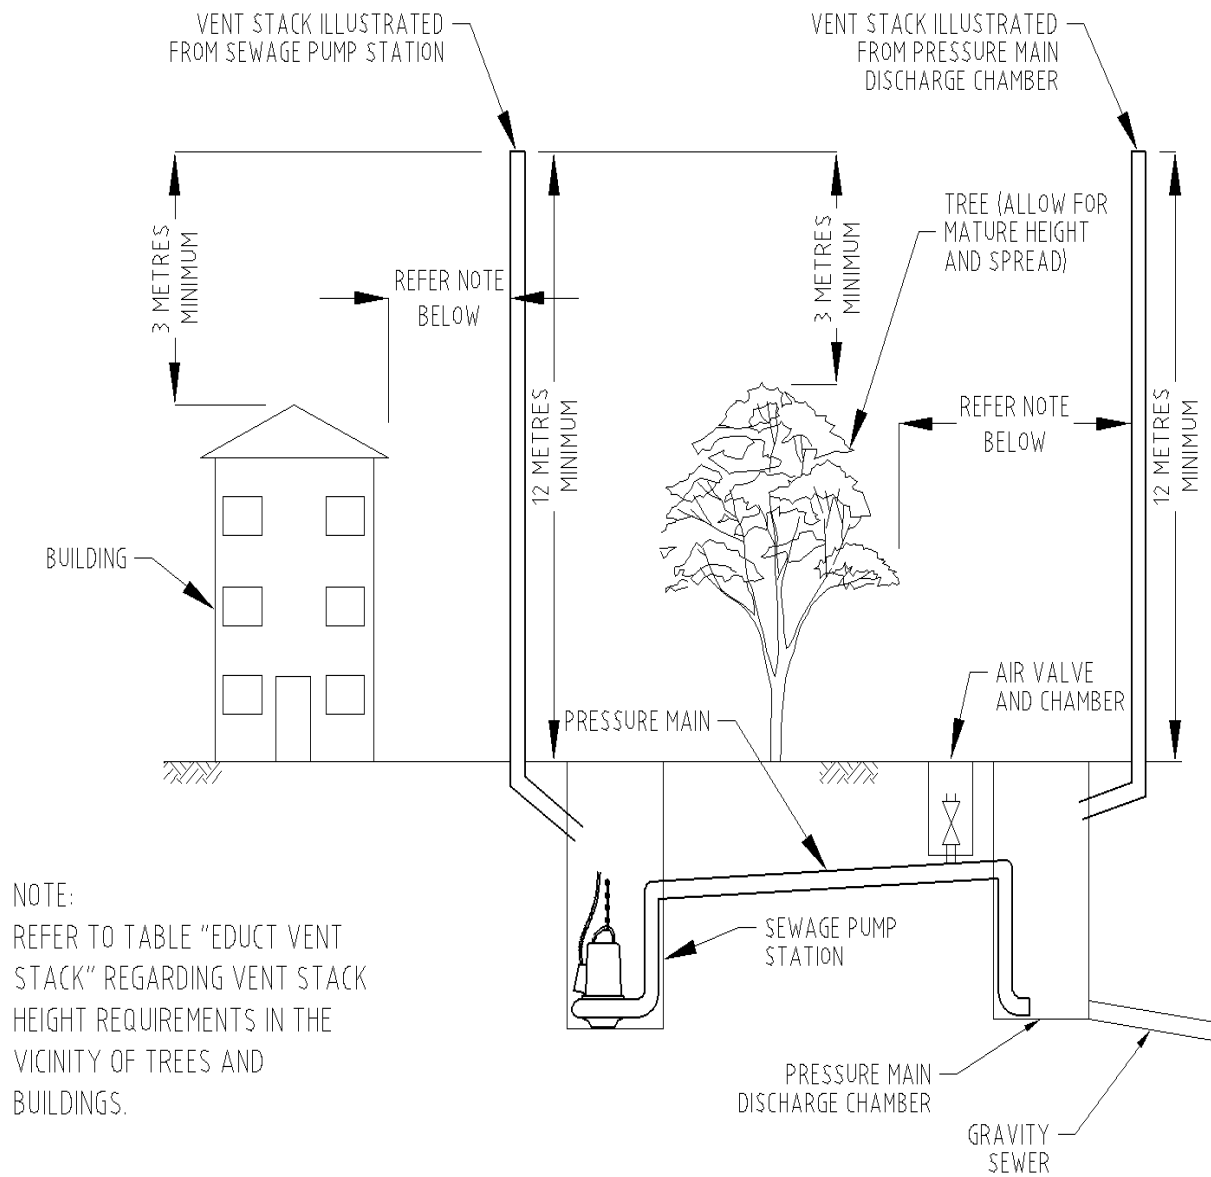 VENT STACK ILLUSTRATED
FROM SEWAGE PUMP STATION
VENT STACK ILLUSTRATED
FROM PRESSURE MAIN
DISCHARGE CHAMBER
3 METRES
MINIMUM
REFER NOTE
BELOW
12 METRES
MINIMUM
3 METRES
MINIMUM
TREE (ALLOW FOR
MATURE HEIGHT
AND SPREAD)
REFER NOTE
BELOW
12 METRES
MINIMUM
BUILDING
PRESSURE MAIN
AIR VALVE
AND CHAMBER
SEWAGE PUMP
STATION
NOTE:
REFER TO TABLE "EDUCT VENT
STACK" REGARDING VENT STACK
HEIGHT REQUIREMENTS IN THE
VICINITY OF TREES AND
BUILDINGS.
PRESSURE MAIN
DISCHARGE CHAMBER
GRAVITY
SEWER